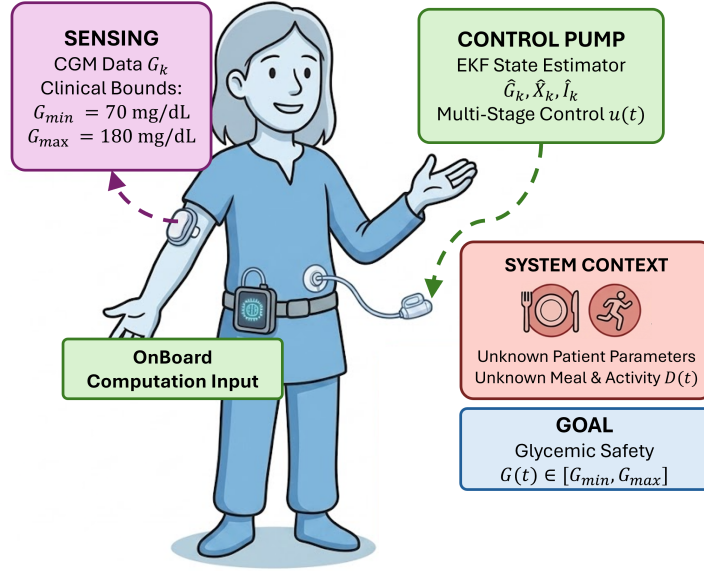 SENSING
CGM Data G_k
Clinical Bounds:
G_min = 70 mg/dL
G_max = 180 mg/dL
CONTROL PUMP
EKF State Estimator
Ĝ_k, X̂_k, Î_k
Multi-Stage Control u(t)
SYSTEM CONTEXT
Unknown Patient Parameters
Unknown Meal & Activity D(t)
OnBoard
Computation Input
GOAL
Glycemic Safety
G(t) ∈ [G_min, G_max]